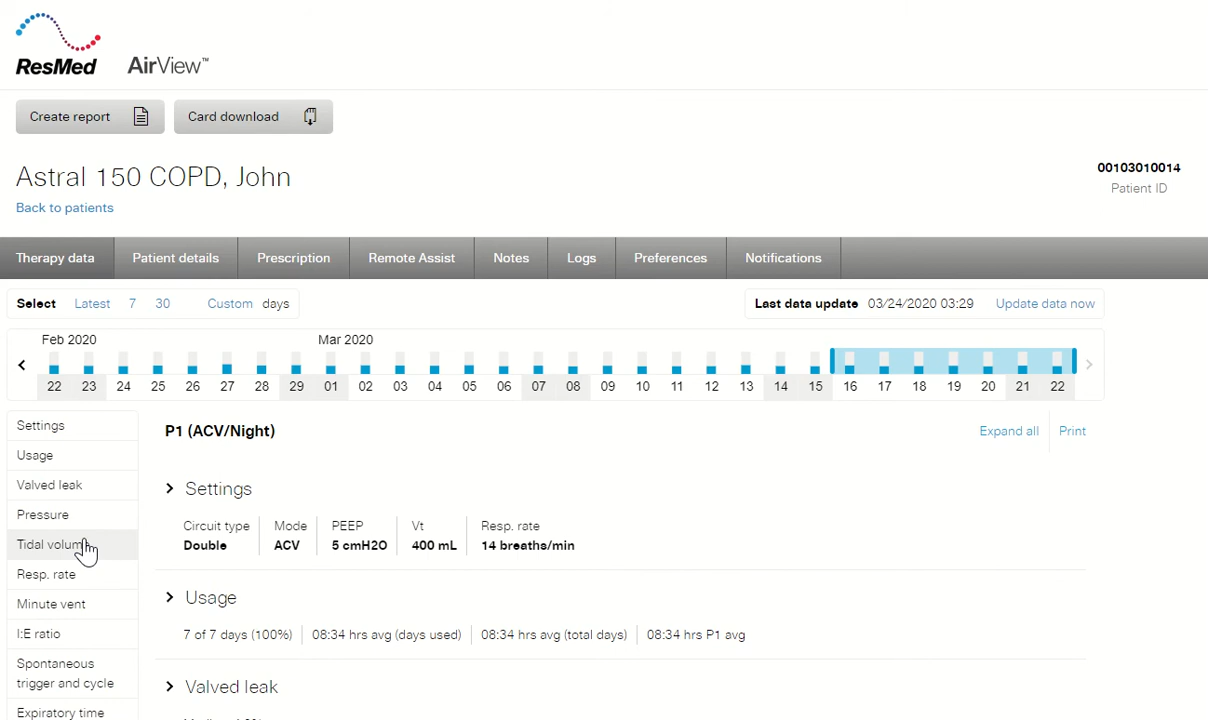 ResMed AirView™
Create report Card download
Astral 150 COPD, John
00103010014
Patient ID
Back to patients
Therapy data Patient details Prescription Remote Assist Notes Logs Preferences Notifications
Select Latest 7 30 Custom days Last data update 03/24/2020 03:29 Update data now
Feb 2020 Mar 2020
22 23 24 25 26 27 28 29 01 02 03 04 05 06 07 08 09 10 11 12 13 14 15 16 17 18 19 20 21 22
Settings
Usage
Valved leak
Pressure
Tidal volum
Resp. rate
Minute vent
I:E ratio
Spontaneous
trigger and cycle
Expiratory time
P1 (ACV/Night) Expand all Print
Settings
Circuit type Mode PEEP Vt Resp. rate
Double ACV 5 cmH2O 400 mL 14 breaths/min
Usage
7 of 7 days (100%) 08:34 hrs avg (days used) 08:34 hrs avg (total days) 08:34 hrs P1 avg
Valved leak